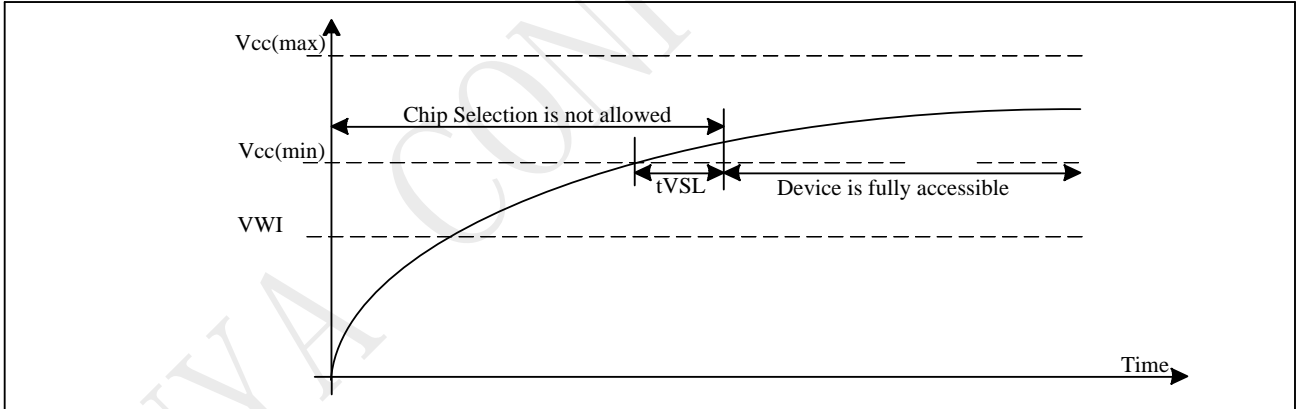 Vcc(max)
Chip Selection is not allowed
Vcc(min)
tVSL
Device is fully accessible
VWI
Time